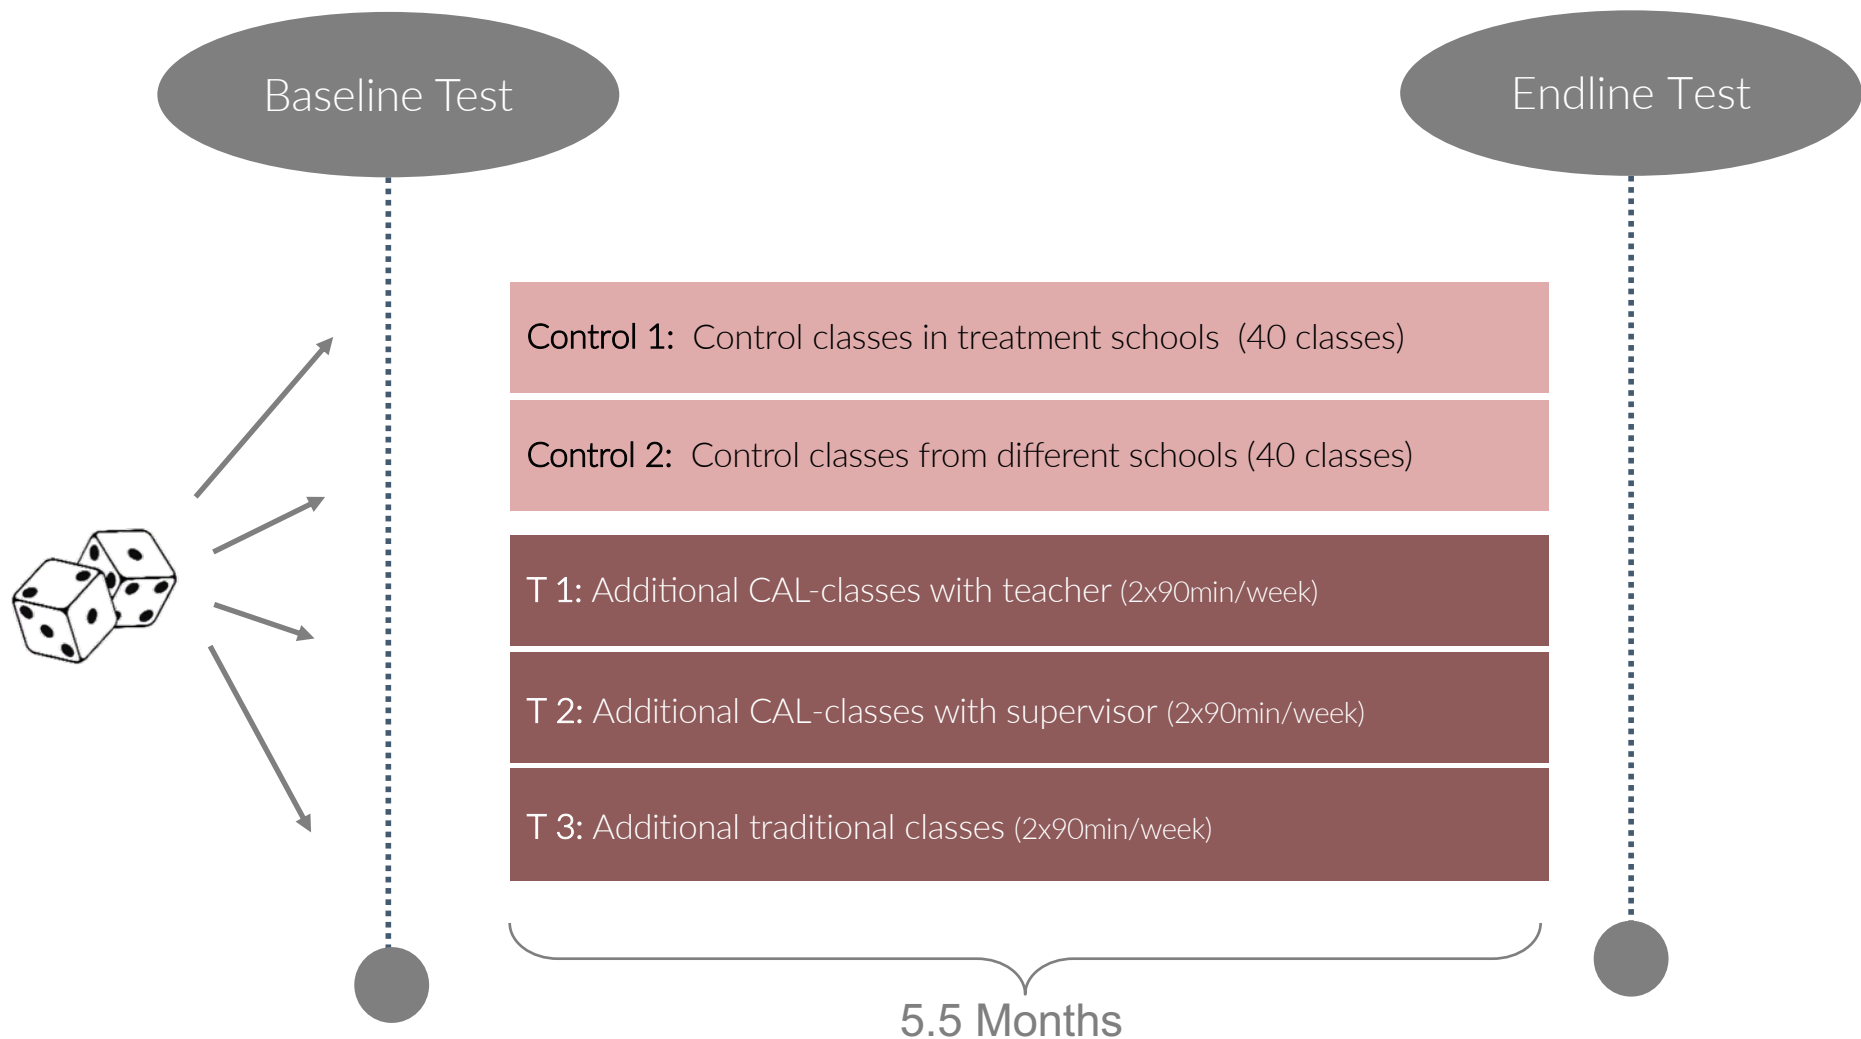 Baseline Test
Endline Test
Control 1: Control classes in treatment schools (40 classes)
Control 2: Control classes from different schools (40 classes)
T 1: Additional CAL-classes with teacher (2x90min/week)
T 2: Additional CAL-classes with supervisor (2x90min/week)
T 3: Additional traditional classes (2x90min/week)
5.5 Months